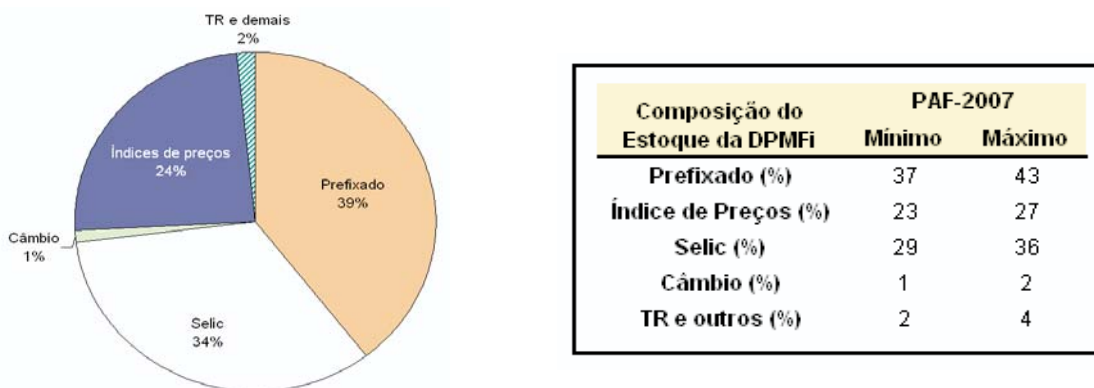 TR e demais
2%
Índices de preços
24%
Prefixado
39%
Câmbio
1%
Selic
34%
Composição do
Estoque da DPMFi
PAF-2007
Mínimo Máximo
Prefixado (%) 37 43
Índice de Preços (%) 23 27
Selic (%) 29 36
Câmbio (%) 1 2
TR e outros (%) 2 4